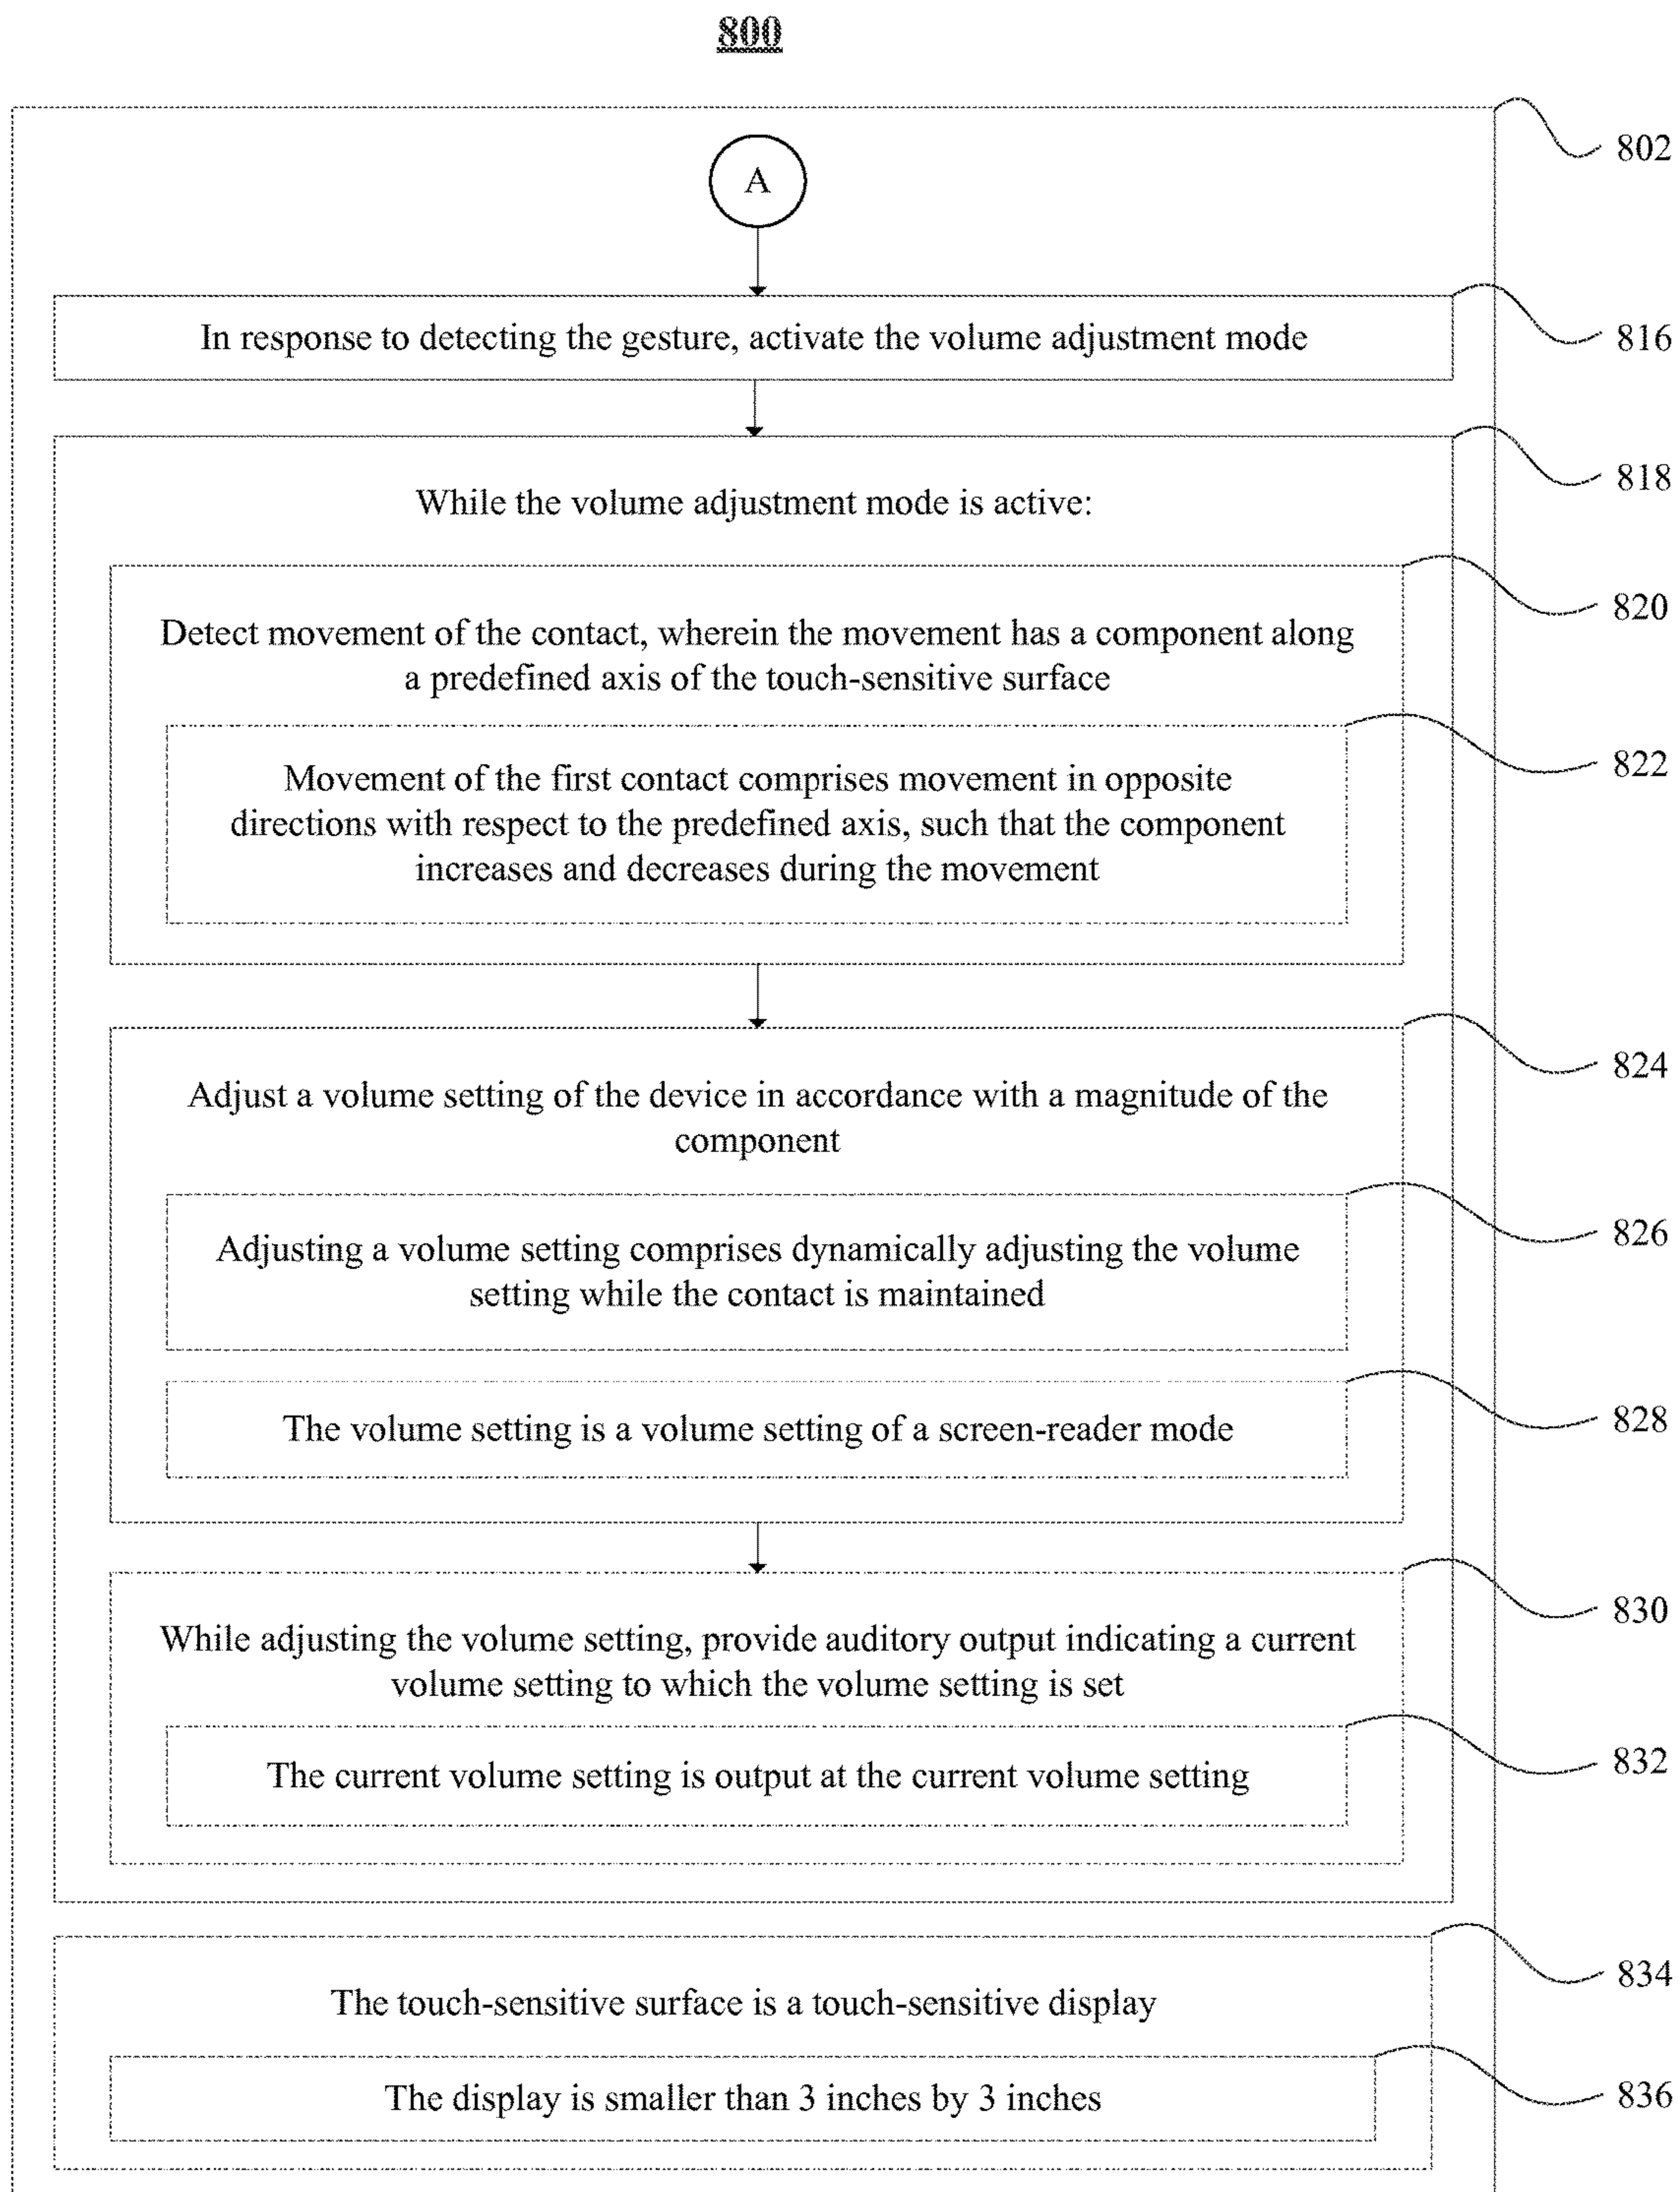 800
802
A
In response to detecting the gesture, activate the volume adjustment mode
816
818
While the volume adjustment mode is active:
820
Detect movement of the contact, wherein the movement has a component along
a predefined axis of the touch-sensitive surface
822
Movement of the first contact comprises movement in opposite
directions with respect to the predefined axis, such that the component
increases and decreases during the movement
824
Adjust a volume setting of the device in accordance with a magnitude of the
component
826
Adjusting a volume setting comprises dynamically adjusting the volume
setting while the contact is maintained
828
The volume setting is a volume setting of a screen-reader mode
830
While adjusting the volume setting, provide auditory output indicating a current
volume setting to which the volume setting is set
832
The current volume setting is output at the current volume setting
834
The touch-sensitive surface is a touch-sensitive display
836
The display is smaller than 3 inches by 3 inches